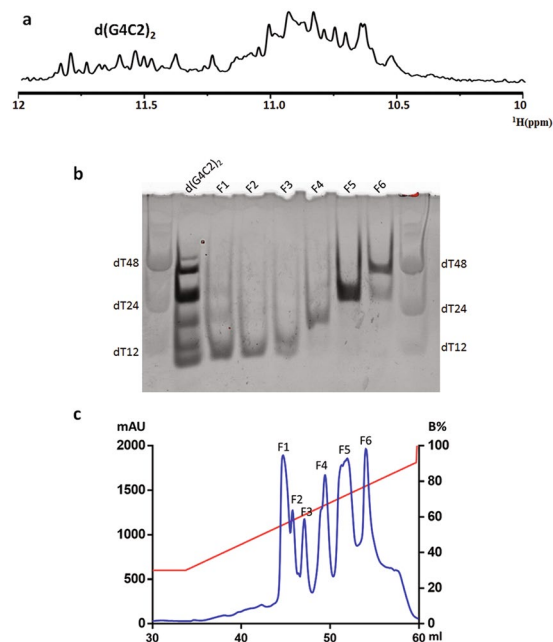 a
d(G4C2)2
12 11.5 11.0 10.5 10
1H(ppm)
b
d(G4C2)2 F1 F2 F3 F4 F5 F6
dT48 dT48
dT24 dT24
dT12 dT12
c
mAU B%
2000 100
F1 F2 F3 F4 F5 F6
80
1500
60
1000
40
500
20
0 0
30 40 50 60 ml